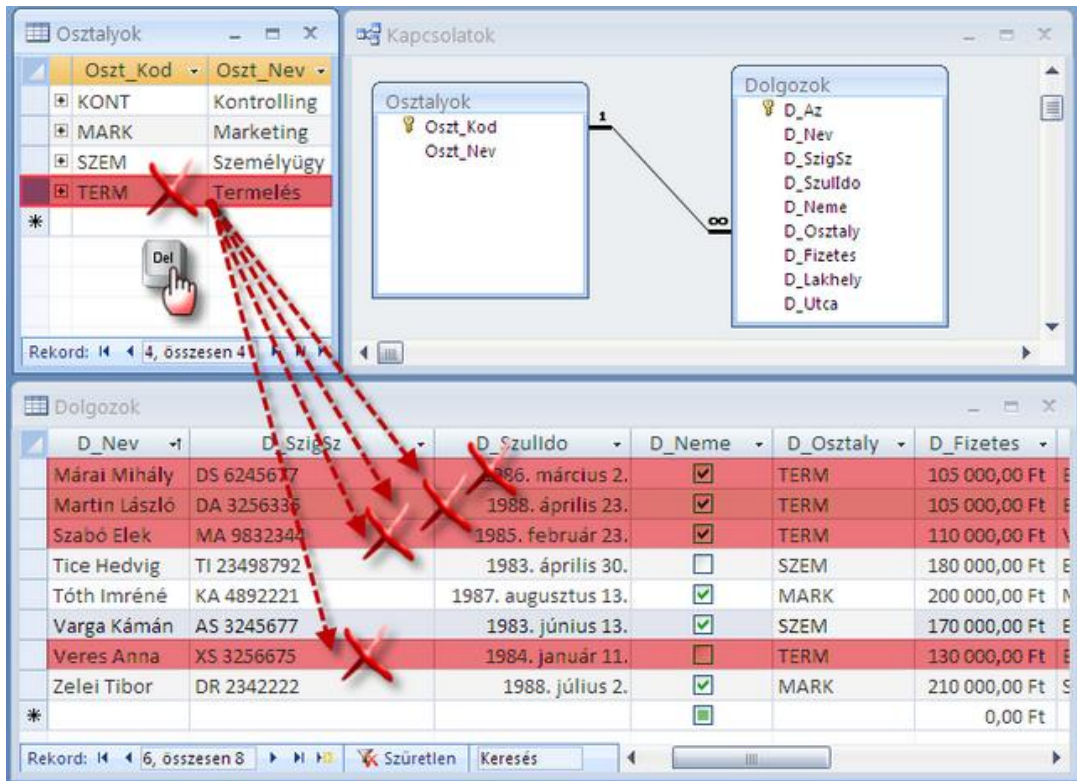 Osztalyok
Oszt_Kod Oszt_Nev
KONT Kontrolling
MARK Marketing
SZEM Személyügy
TERM Termelés
Del
Rekord: 4, összesen 4
Kapcsolatok
Osztalyok
Oszt_Kod
Oszt_Nev
1
∞
Dolgozok
D_Az
D_Nev
D_SzigSz
D_SzulIdo
D_Neme
D_Osztaly
D_Fizetes
D_Lakhely
D_Utca
Dolgozok
D_Nev D_SzigSz D_SzulIdo D_Neme D_Osztaly D_Fizetes
Márai Mihály DS 6245677 1986. március 2. TERM 105 000,00 Ft
Martin László DA 3256335 1988. április 23. TERM 105 000,00 Ft
Szabó Elek MA 9832344 1985. február 23. TERM 110 000,00 Ft
Tice Hedvig TI 23498792 1983. április 30. SZEM 180 000,00 Ft
Tóth Imréné KA 4892221 1987. augusztus 13. MARK 200 000,00 Ft
Varga Kámán AS 3245677 1983. június 13. SZEM 170 000,00 Ft
Veres Anna XS 3256675 1984. január 11. TERM 130 000,00 Ft
Zelei Tibor DR 2342222 1988. július 2. MARK 210 000,00 Ft
0,00 Ft
Rekord: 6, összesen 8 Szüretlen Keresés